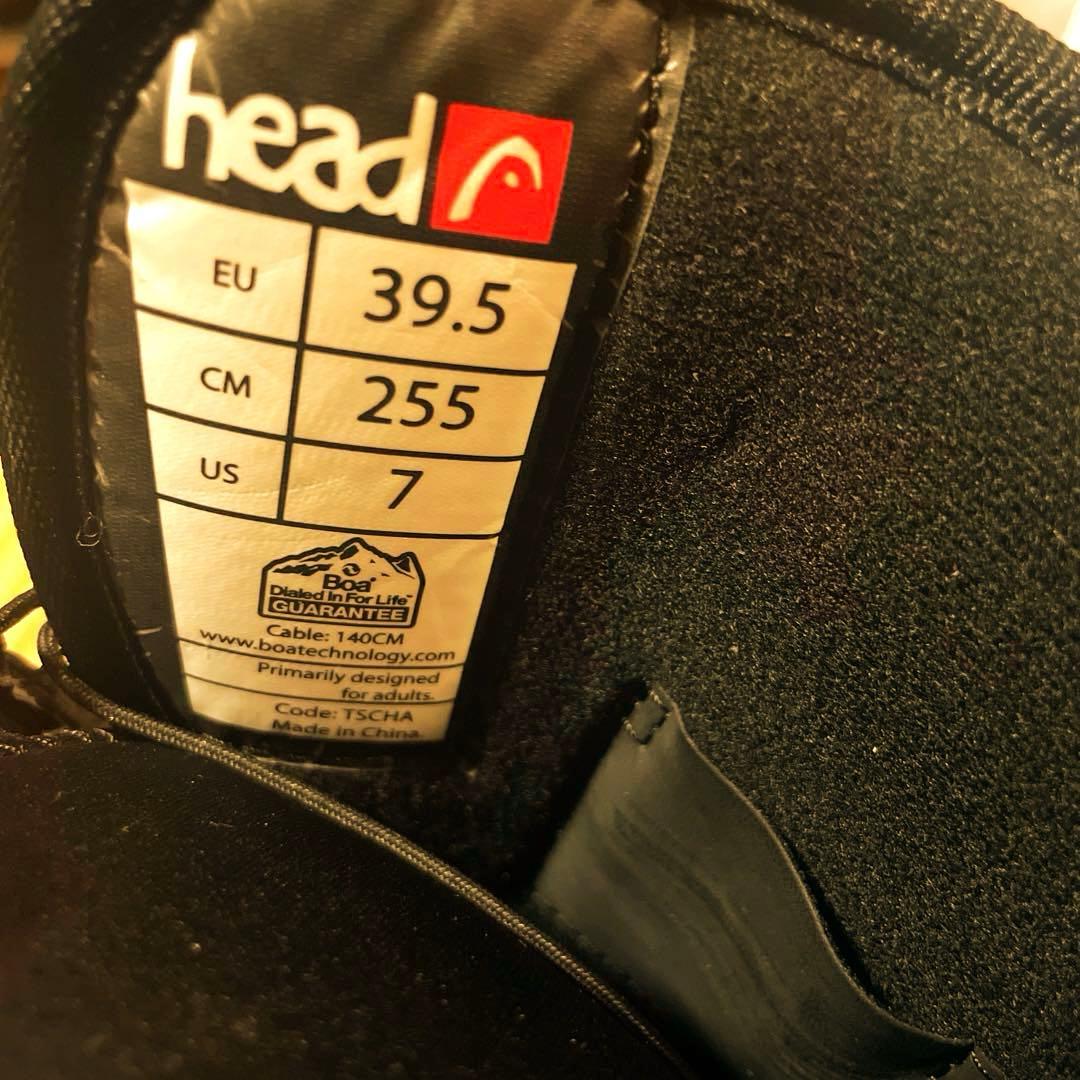 head
EU 39.5
CM 255
US 7
Boa®
Dialed In For Life™
GUARANTEE
Cable: 140CM
www.boatechnology.com
Primarily designed
for adults.
Code: TSCHA
Made in China.